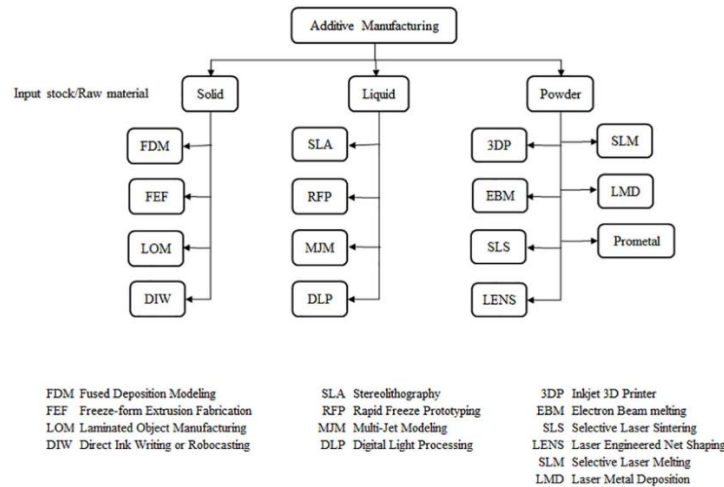 Additive Manufacturing
Input stock/Raw material
Solid
Liquid
Powder
FDM
SLA
3DP
SLM
FEF
RFP
EBM
LMD
LOM
MJM
SLS
Prometal
DIW
DLP
LENS
FDM Fused Deposition Modeling
FEF Freeze-form Extrusion Fabrication
LOM Laminated Object Manufacturing
DIW Direct Ink Writing or Robocasting
SLA Stereolithography
RFP Rapid Freeze Prototyping
MJM Multi-Jet Modeling
DLP Digital Light Processing
3DP Inkjet 3D Printer
EBM Electron Beam melting
SLS Selective Laser Sintering
LENS Laser Engineered Net Shaping
SLM Selective Laser Melting
LMD Laser Metal Deposition